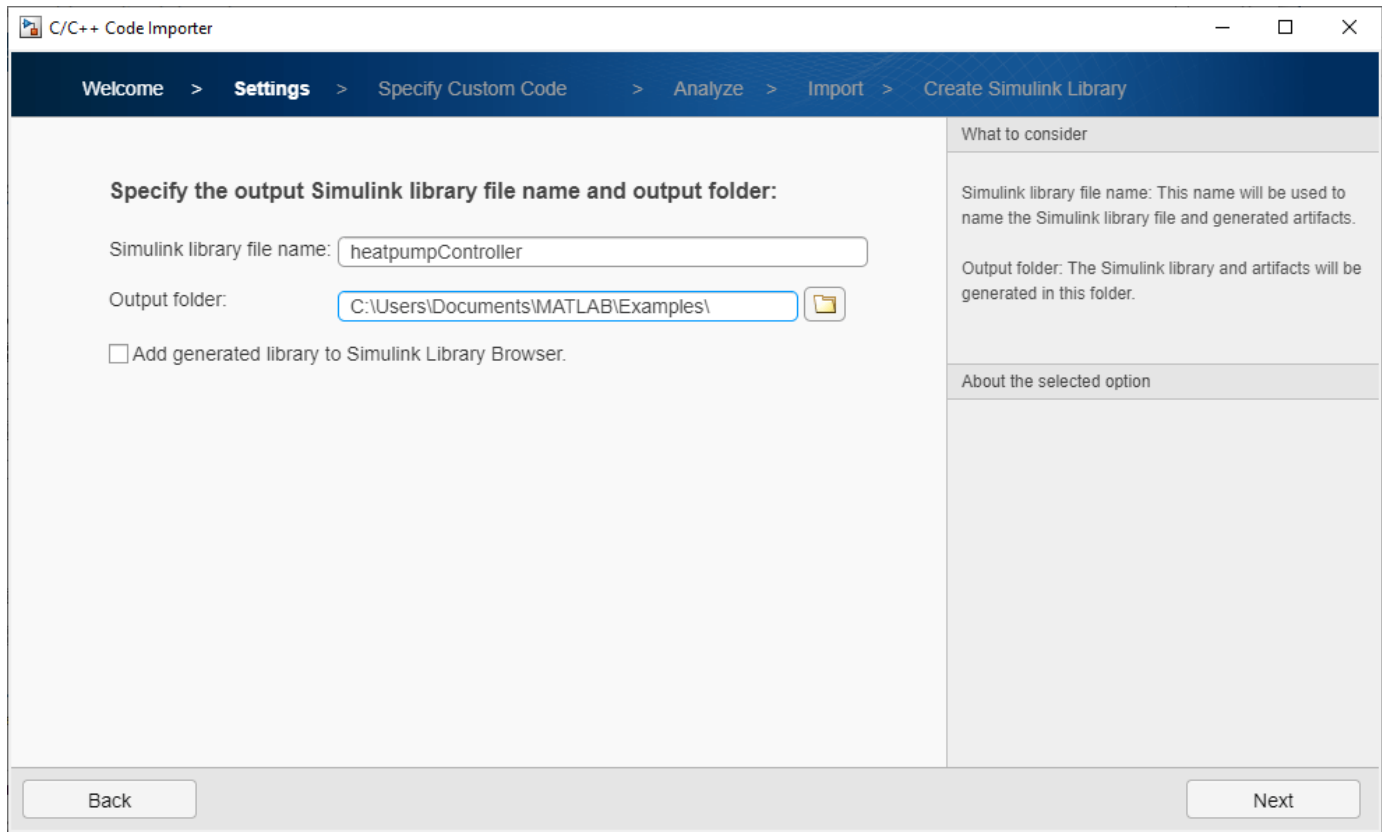 C/C++ Code Importer
Welcome > Settings > Specify Custom Code > Analyze > Import > Create Simulink Library
Specify the output Simulink library file name and output folder:
Simulink library file name: heatpumpController
Output folder: C:\Users\Documents\MATLAB\Examples\
Add generated library to Simulink Library Browser.
What to consider
Simulink library file name: This name will be used to
name the Simulink library file and generated artifacts.
Output folder: The Simulink library and artifacts will be
generated in this folder.
About the selected option
Back
Next